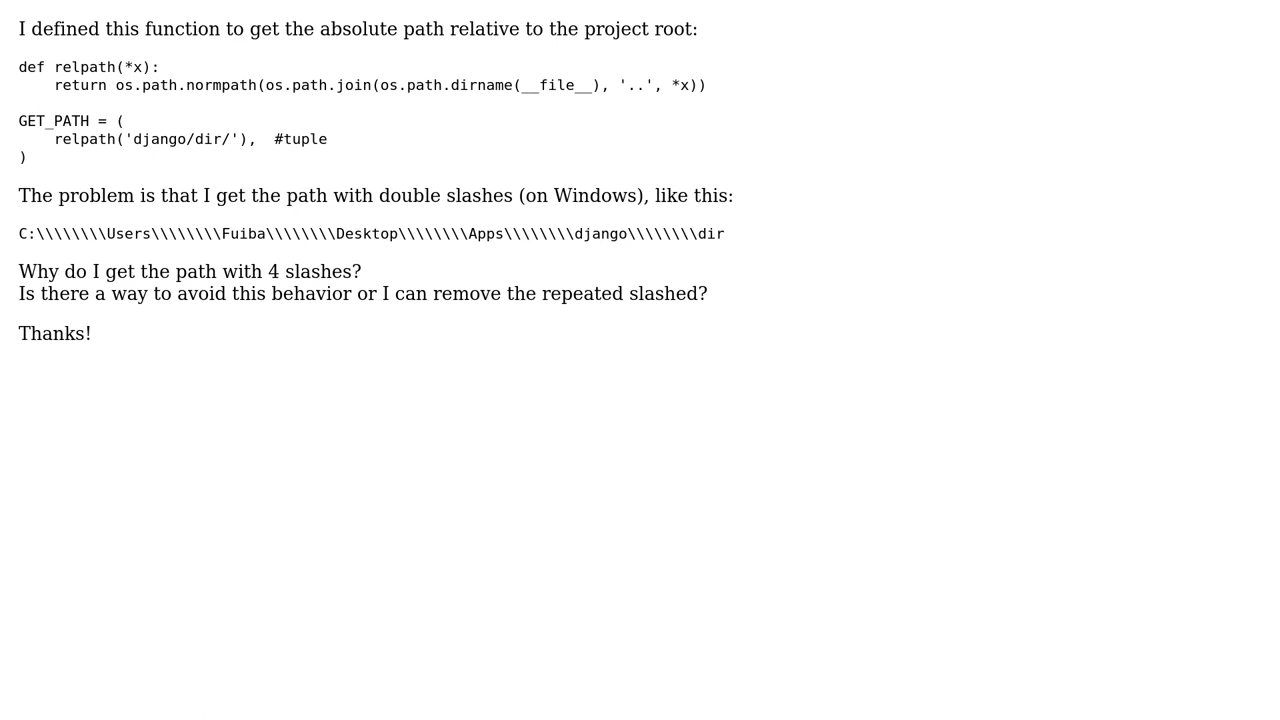 I defined this function to get the absolute path relative to the project root:
def relpath(*x):
    return os.path.normpath(os.path.join(os.path.dirname(__file__), '..', *x))
GET_PATH = (
    relpath('django/dir/'),  #tuple
)
The problem is that I get the path with double slashes (on Windows), like this:
C:\\\\\\\\Users\\\\\\\\Fuiba\\\\\\\\Desktop\\\\\\\\Apps\\\\\\\\django\\\\\\\\dir
Why do I get the path with 4 slashes?
Is there a way to avoid this behavior or I can remove the repeated slashed?
Thanks!